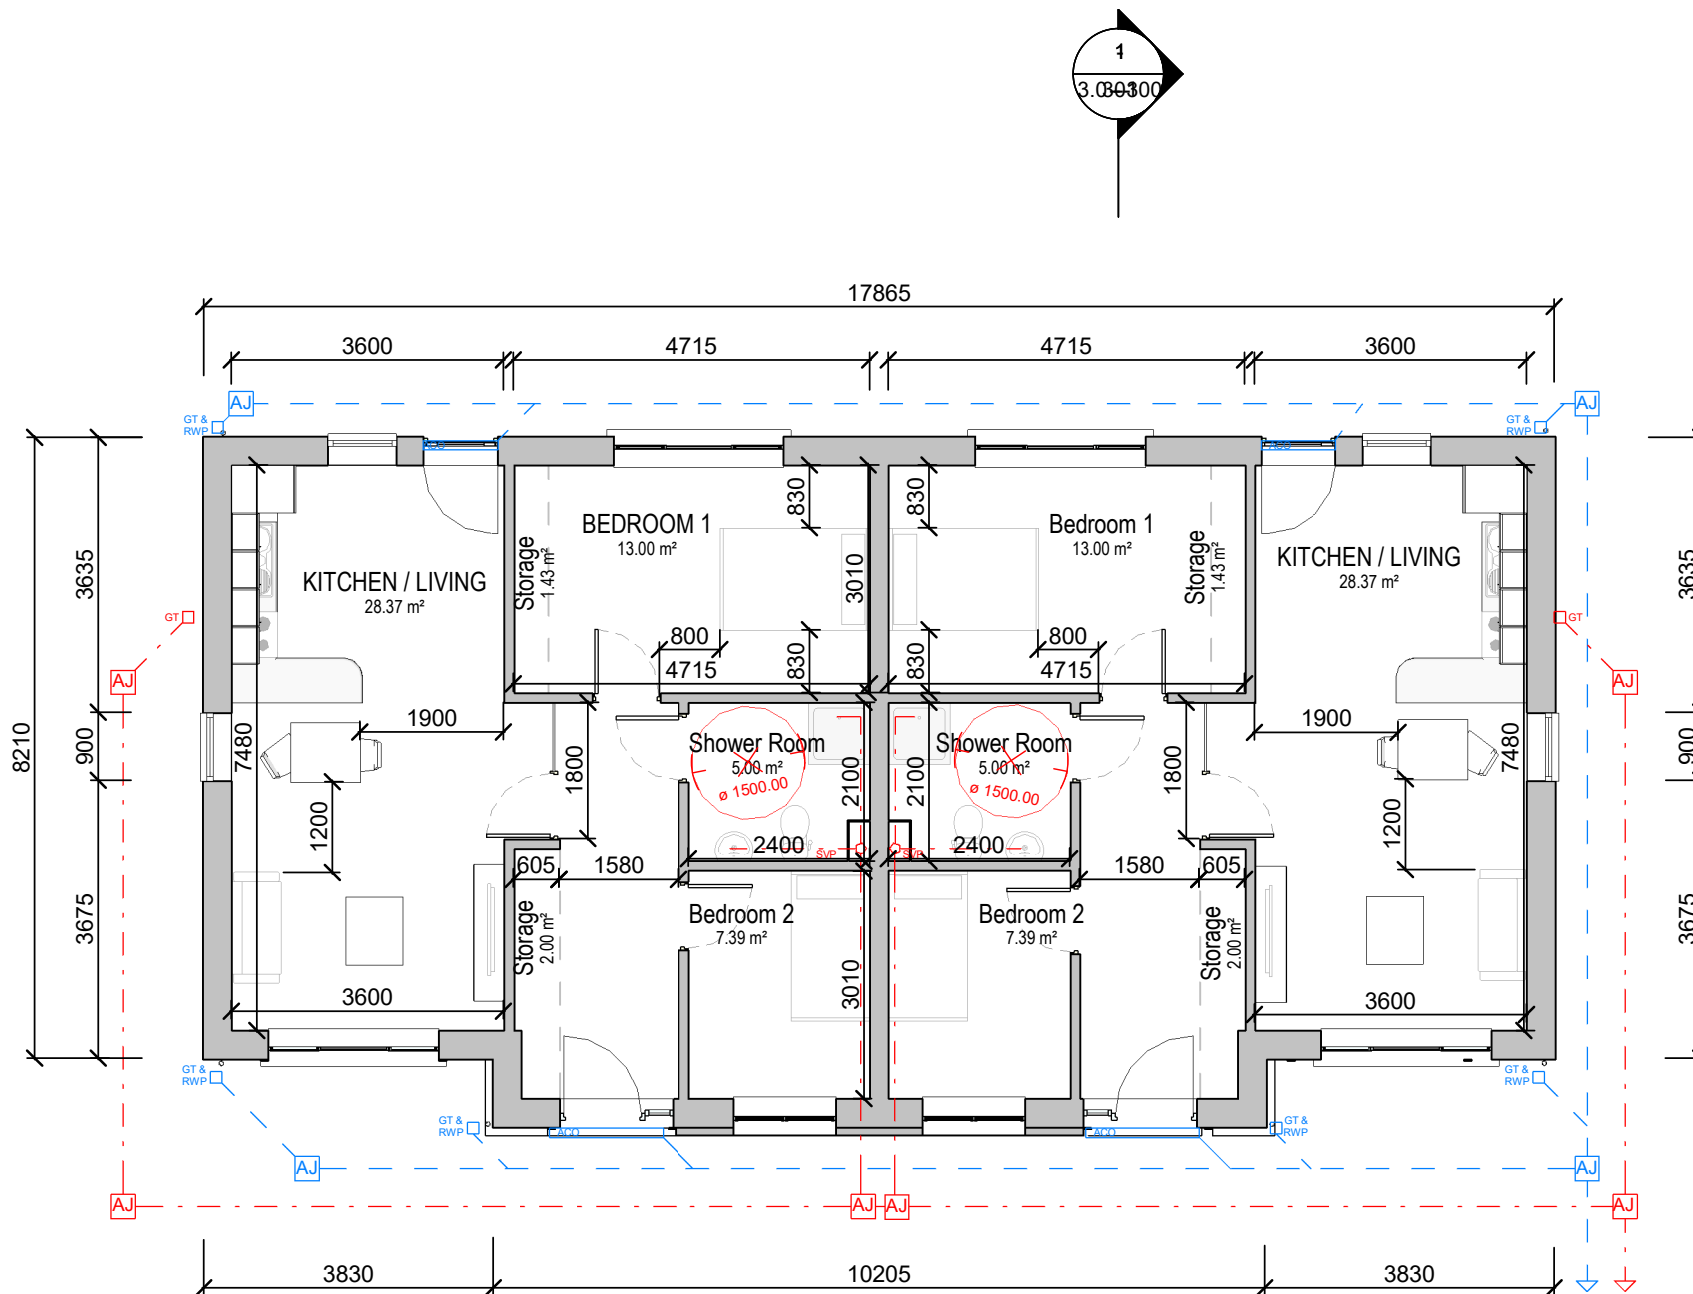 1
17865
3600
4715
4715
3600
AJ
AJ
GT &
RWP
GT &
RWP
ACO
ACO
830
830
BEDROOM 1
13.00 m²
Bedroom 1
13.00 m²
Storage
1.43 m²
Storage
1.43 m²
KITCHEN / LIVING
28.37 m²
KITCHEN / LIVING
28.37 m²
3635
3635
3010
GT
GT
800
800
830
830
4715
4715
AJ
AJ
1900
1900
8210
900
900
7480
7480
Shower Room
5.00 m²
Shower Room
5.00 m²
ø 1500.00
ø 1500.00
1800
1800
2100
2100
1200
1200
2400
2400
SVP
SVP
605
1580
1580
605
3675
3675
Storage
2.00 m²
Storage
2.00 m²
Bedroom 2
7.39 m²
Bedroom 2
7.39 m²
3010
3600
3600
GT &
RWP
GT &
RWP
GT &
RWP
GT &
RWP
ACO
ACO
AJ
AJ
AJ
AJ
AJ
AJ
3830
10205
3830